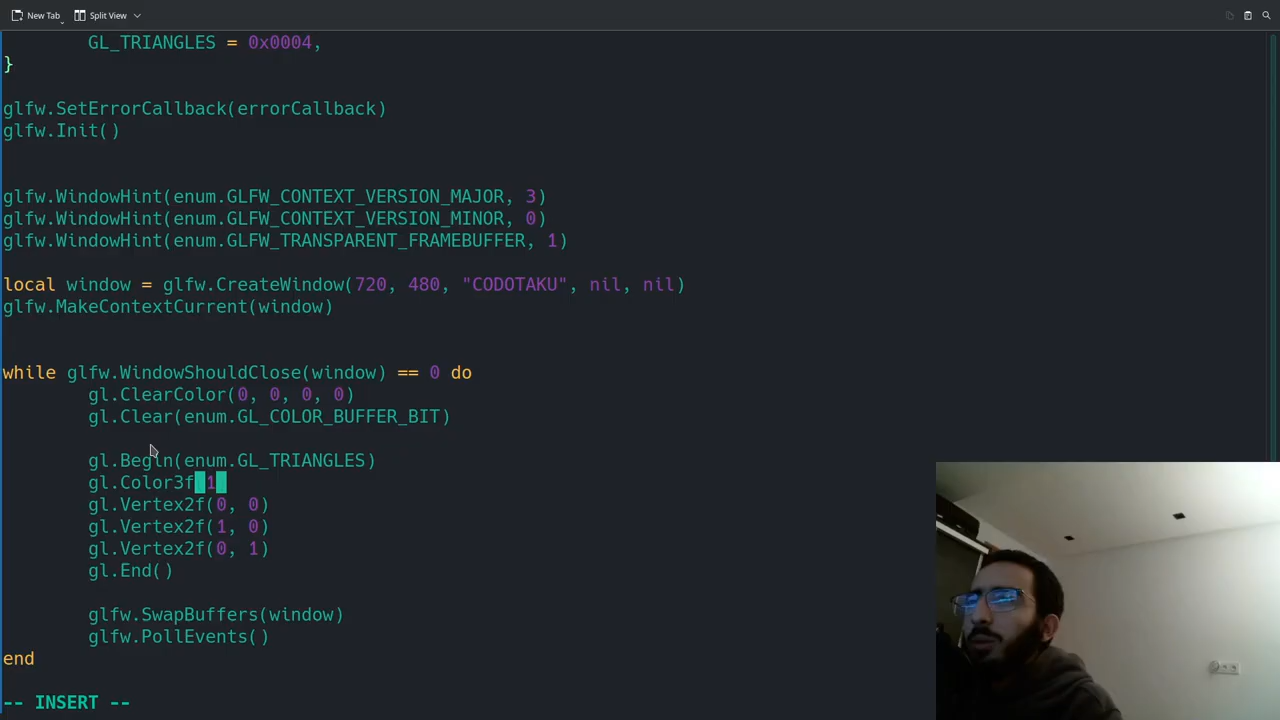 New Tab
Split View
GL_TRIANGLES = 0x0004,
}
glfw.SetErrorCallback(errorCallback)
glfw.Init()
glfw.WindowHint(enum.GLFW_CONTEXT_VERSION_MAJOR, 3)
glfw.WindowHint(enum.GLFW_CONTEXT_VERSION_MINOR, 0)
glfw.WindowHint(enum.GLFW_TRANSPARENT_FRAMEBUFFER, 1)
local window = glfw.CreateWindow(720, 480, "CODOTAKU", nil, nil)
glfw.MakeContextCurrent(window)
while glfw.WindowShouldClose(window) == 0 do
gl.ClearColor(0, 0, 0, 0)
gl.Clear(enum.GL_COLOR_BUFFER_BIT)
gl.Begin(enum.GL_TRIANGLES)
gl.Color3f(1)
gl.Vertex2f(0, 0)
gl.Vertex2f(1, 0)
gl.Vertex2f(0, 1)
gl.End()
glfw.SwapBuffers(window)
glfw.PollEvents()
end
-- INSERT --